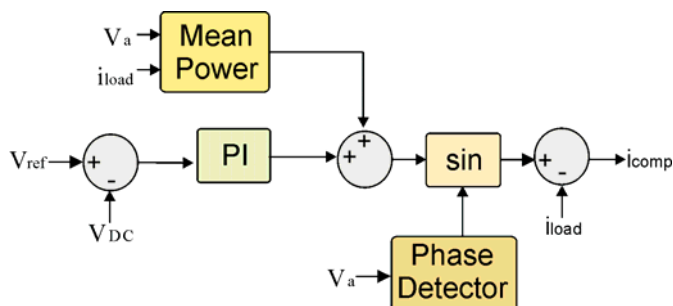 Va
Mean
Power
iload
+
Vref
+
-
PI
+
sin
+
-
icomp
VDC
iload
Phase
Detector
Va